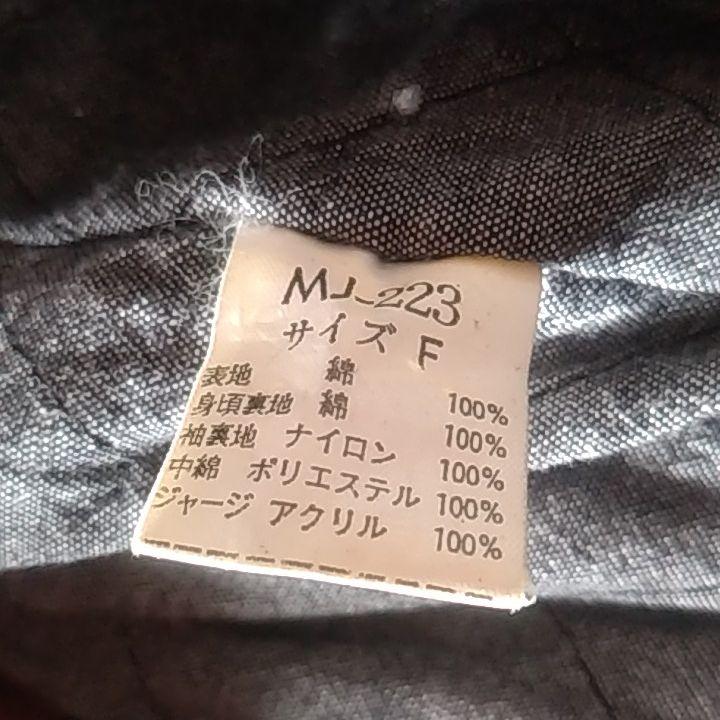 MJ-223
サイズ F
表地 綿 100%
身頃裏地 綿 100%
袖裏地 ナイロン 100%
中綿 ポリエステル 100%
ジャージ アクリル 100%